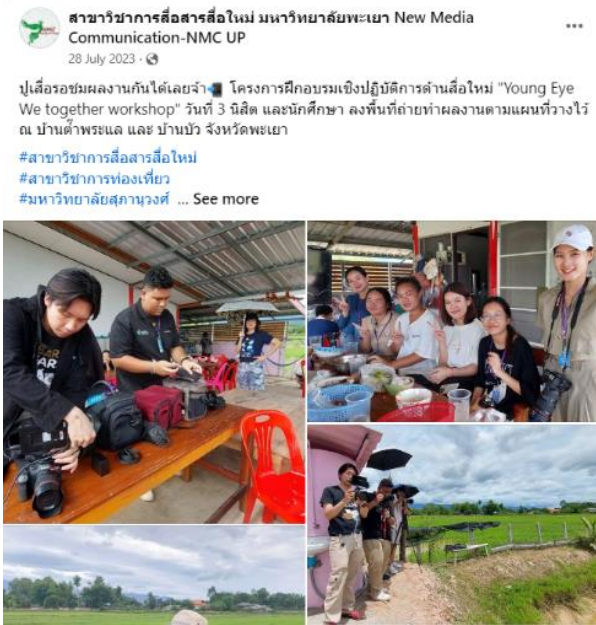 สาขาวิชาการสื่อสารสื่อใหม่ มหาวิทยาลัยพะเยา New Media
Communication-NMC UP
28 July 2023 ·
ปูเสื่อรอชมผลงานกันได้เลยจ้า โครงการฝึกอบรมเชิงปฏิบัติการด้านสื่อใหม่ "Young Eye
We together workshop" วันที่ 3 นิสิต และนักศึกษา ลงพื้นที่ถ่ายทำผลงานตามแผนที่วางไว้
ณ บ้านต๊ำพระแล และ บ้านบัว จังหวัดพะเยา
#สาขาวิชาการสื่อสารสื่อใหม่
#สาขาวิชาการท่องเที่ยว
#มหาวิทยาลัยสุภานุวงศ์ ... See more